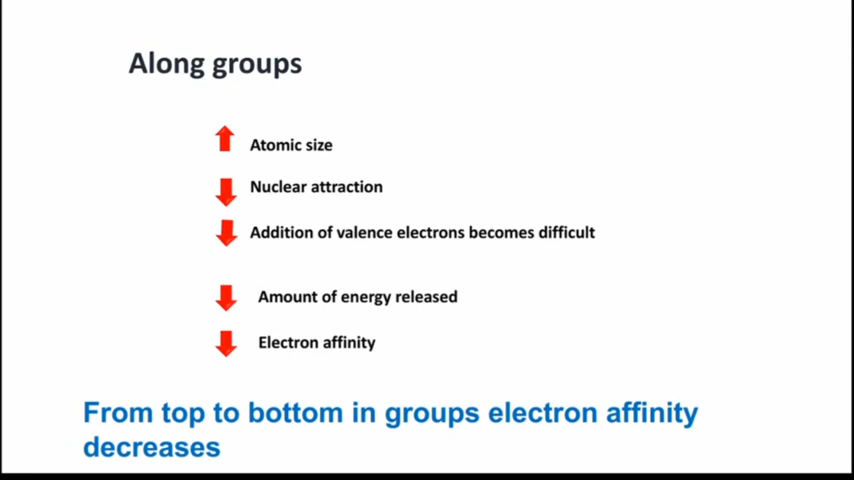 Along groups
Atomic size
Nuclear attraction
Addition of valence electrons becomes difficult
Amount of energy released
Electron affinity
From top to bottom in groups electron affinity
decreases